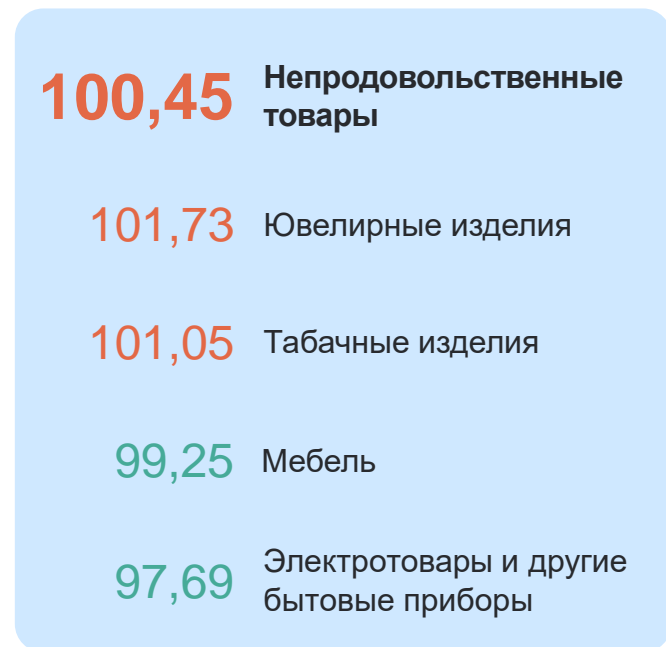 100,45 Непродовольственные
товары
101,73 Ювелирные изделия
101,05 Табачные изделия
99,25 Мебель
97,69 Электротовары и другие
бытовые приборы